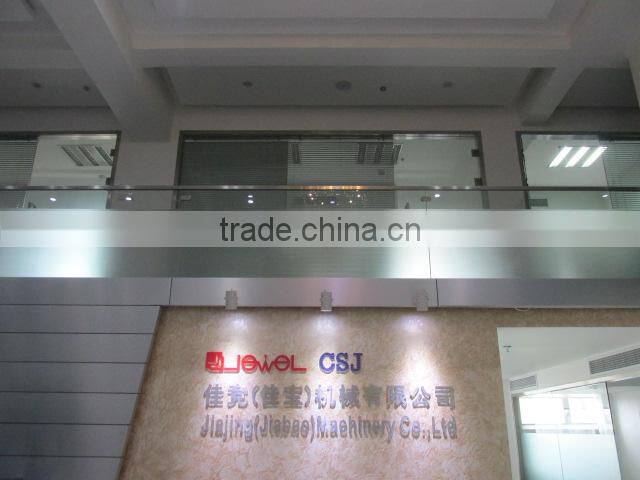 trade.china.cn
Jewel CSJ
佳竞(佳宝)机械有限公司
Jiajing(Jiabao)Machinery Co.,Ltd